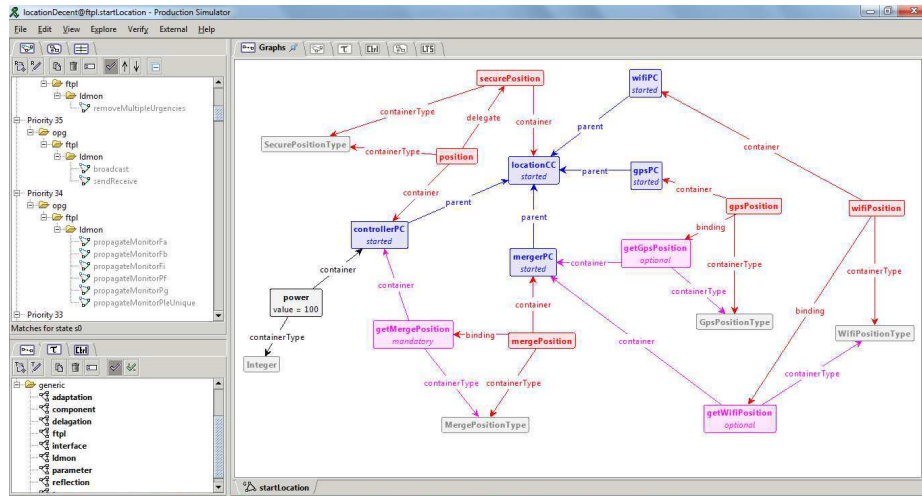 locationDecent@ftpl.startLocation - Production Simulator
File Edit View Explore Verify External Help
ftpl
ldmon
removeMultipleUrgencies
Priority 35
opg
ftpl
ldmon
broadcast
sendReceive
Priority 34
opg
ftpl
ldmon
propagateMonitorFa
propagateMonitorFb
propagateMonitorFi
propagateMonitorPf
propagateMonitorPg
propagateMonitorPleUnique
Priority 33
Matches for state s0
generic
adaptation
component
delagation
ftpl
interface
ldmon
parameter
reflection
Graphs
Ctrl
LTS
securePosition
wifiPC
started
containerType
delegate
container
parent
container
SecurePositionType
containerType
position
locationCC
started
parent
gpsPC
started
container
container
parent
gpsPosition
wifiPosition
controllerPC
started
parent
binding
getGpsPosition
optional
mergerPC
started
container
containerType
containerType
containerType
container
power
value = 100
container
container
GpsPositionType
binding
WifiPositionType
containerType
getMergePosition
mandatory
binding
mergePosition
container
Integer
containerType
containerType
containerType
getWifiPosition
optional
MergePositionType
startLocation